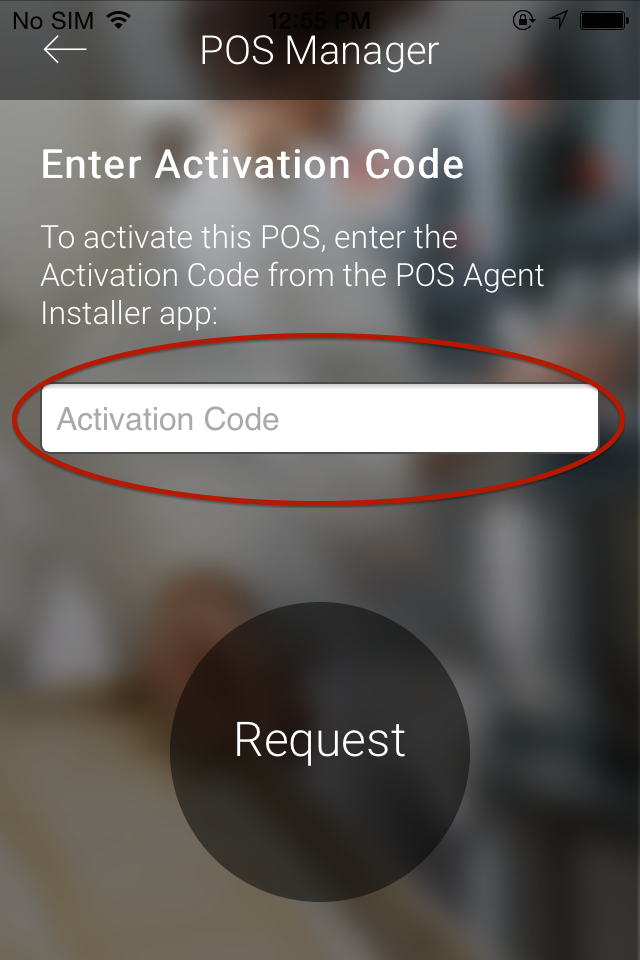 No SIM 12:55 PM
POS Manager
Enter Activation Code
To activate this POS, enter the
Activation Code from the POS Agent
Installer app:
Activation Code
Request